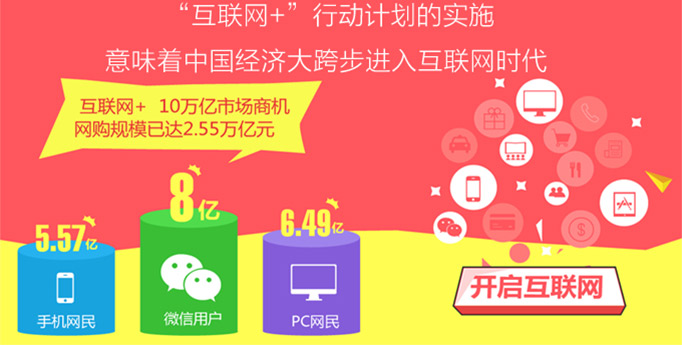 “互联网+”行动计划的实施
意味着中国经济大跨步进入互联网时代
互联网+ 10万亿市场商机
网购规模已达2.55万亿元
5.57亿
手机网民
8亿
微信用户
6.49亿
PC网民
开启互联网